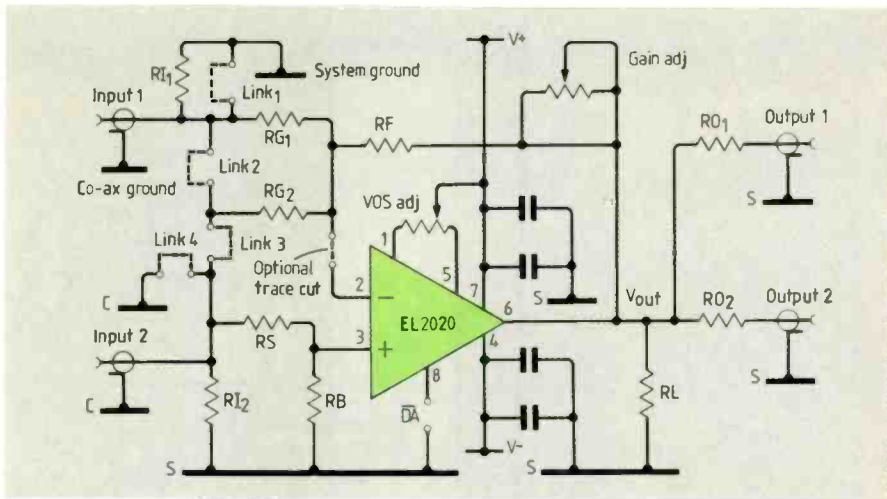 V+
Gain adj
System ground
RI1
Link1
Input 1
RG1
RF
RO1
Output 1
Link 2
Co-ax ground
S
RG2
VOS adj
Link 4
Link 3
Optional
trace cut
1
5
7
2
C
S
Vout
6
EL2020
RO2
Output 2
Input 2
RS
3
4
8
S
C
RI2
RB
DA
RL
V-
S
S